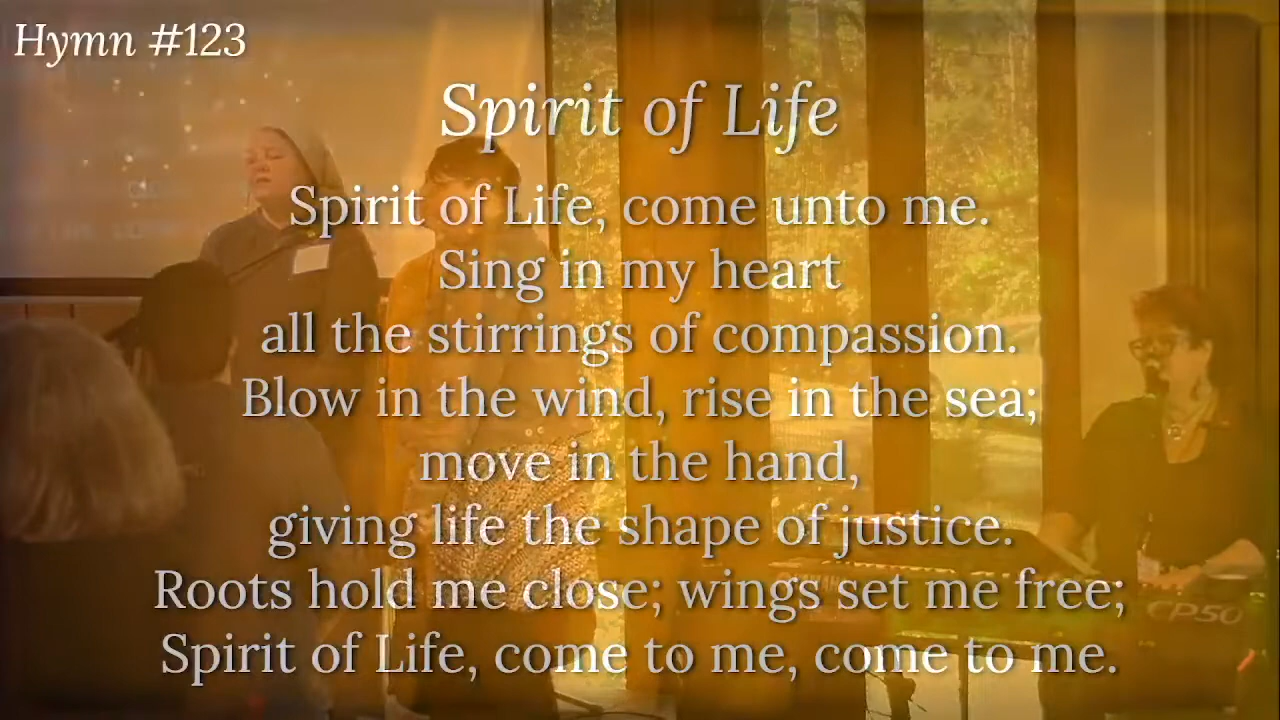 Hymn #123
Spirit of Life
Spirit of Life, come unto me.
Sing in my heart
all the stirrings of compassion.
Blow in the wind, rise in the sea;
move in the hand,
giving life the shape of justice.
Roots hold me close; wings set me free;
Spirit of Life, come to me, come to me.
YAMAHA
CP50